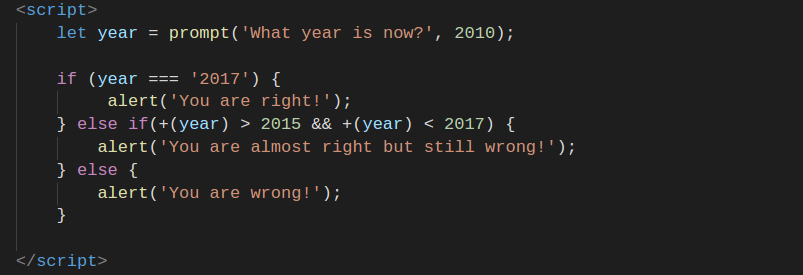 <script>
let year = prompt('What year is now?', 2010);
if (year === '2017') {
alert('You are right!');
} else if(+(year) > 2015 && +(year) < 2017) {
alert('You are almost right but still wrong!');
} else {
alert('You are wrong!');
}
</script>